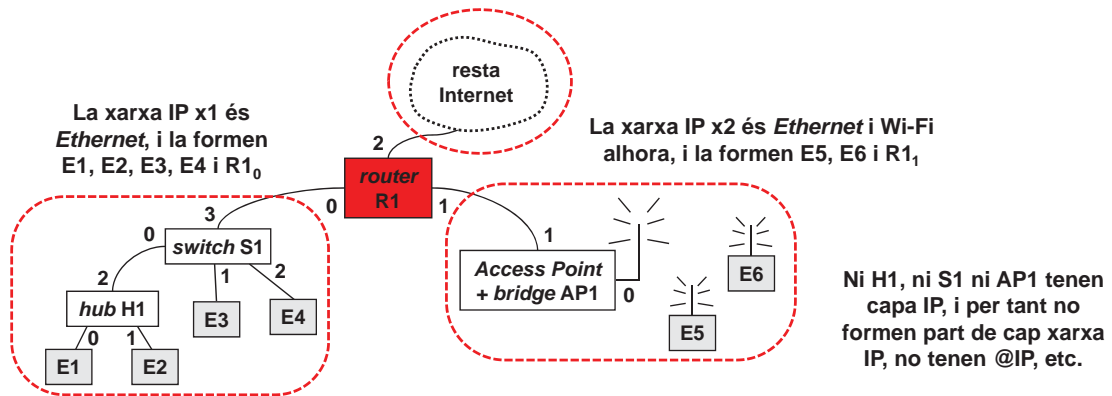 resta
Internet
La xarxa IP x1 és
Ethernet, i la formen
E1, E2, E3, E4 i R1₀
La xarxa IP x2 és Ethernet i Wi-Fi
alhora, i la formen E5, E6 i R1₁
2
router
R1
0
1
3
0
switch S1
1
2
2
hub H1
0
1
E1
E2
E3
E4
1
Access Point
+ bridge AP1
0
E6
E5
Ni H1, ni S1 ni AP1 tenen
capa IP, i per tant no
formen part de cap xarxa
IP, no tenen @IP, etc.